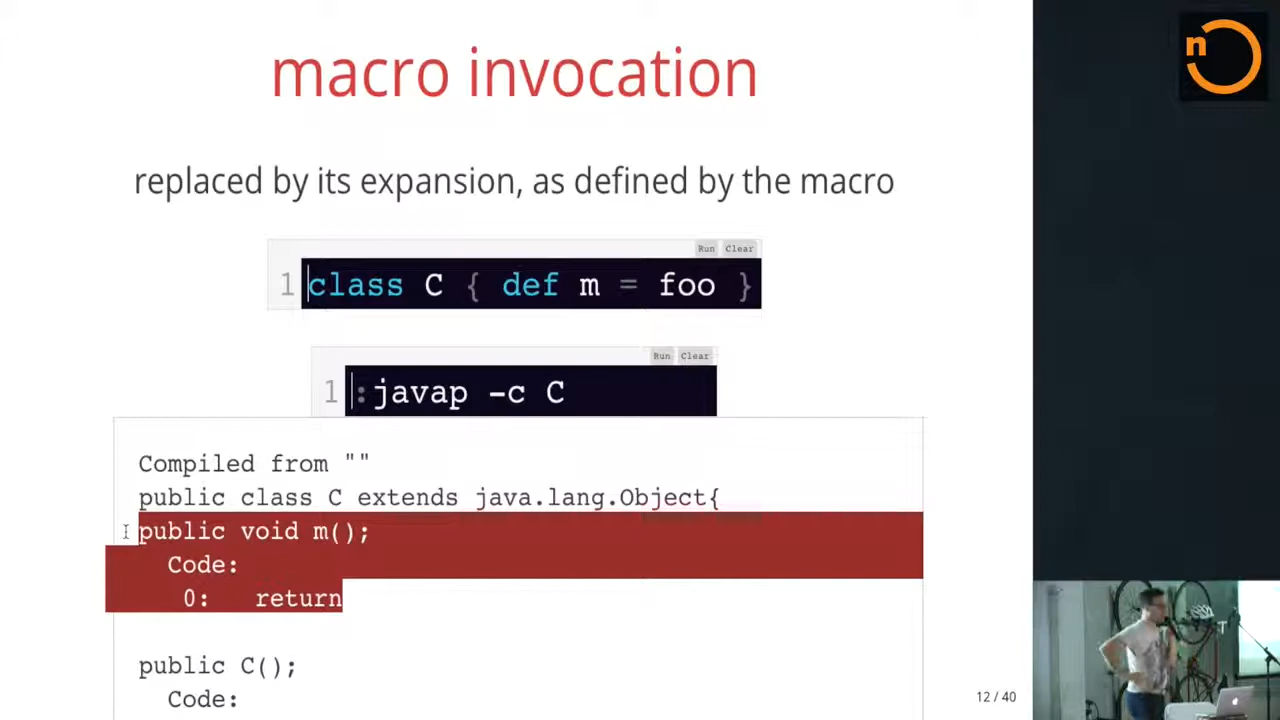 macro invocation
n
replaced by its expansion, as defined by the macro
Run Clear
1 class C { def m = foo }
Run Clear
1 :javap -c C
Compiled from ""
public class C extends java.lang.Object{
public void m();
Code:
0: return
public C();
Code:
12 / 40